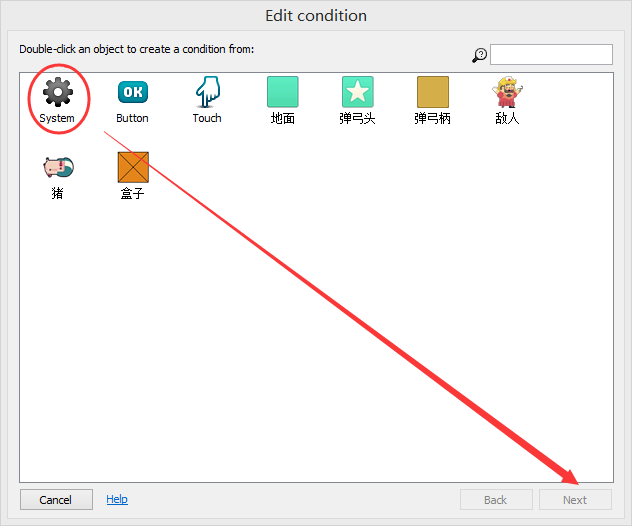 Edit condition
Double-click an object to create a condition from:
System
OK
Button
Touch
地面
弹弓头
弹弓柄
敌人
猪
盒子
Cancel
Help
Back
Next